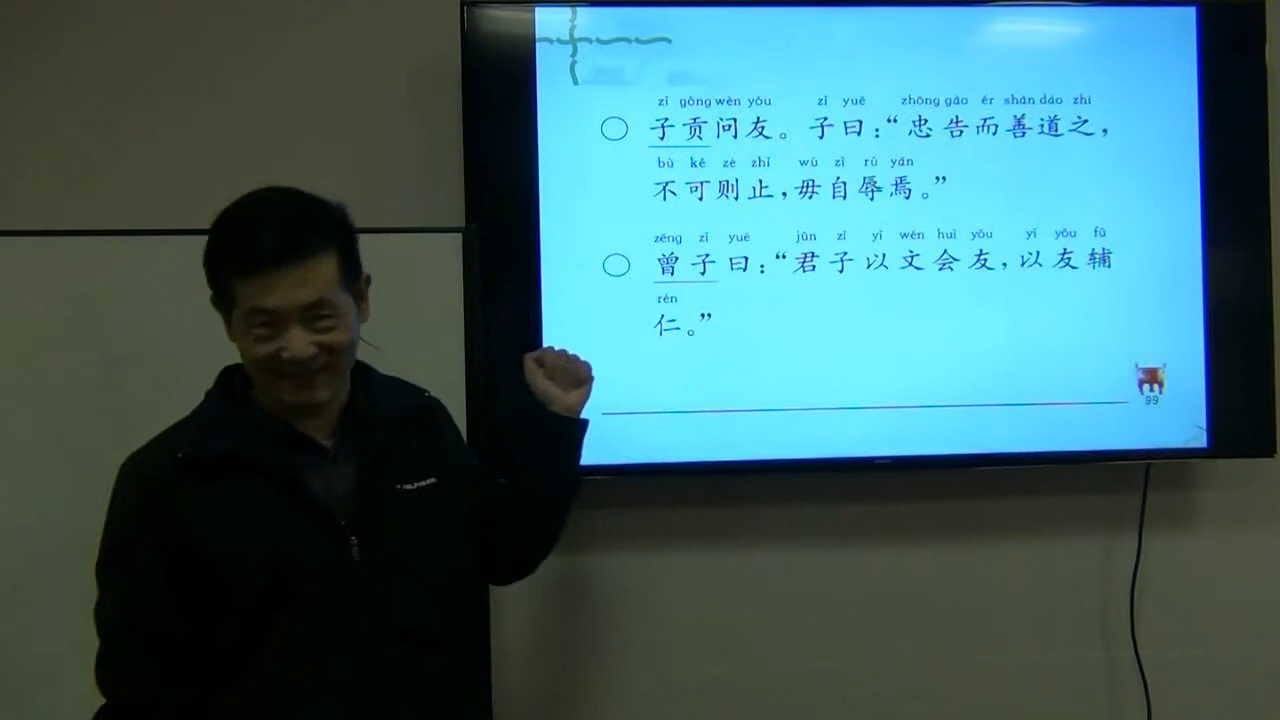 zǐ gòng wèn yǒu zǐ yuē zhōng gào ér shàn dào zhī
○ 子贡问友。子曰：“忠告而善道之，
bù kě zé zhǐ wú zì rǔ yān
不可则止，毋自辱焉。”
zēng zǐ yuē jūn zǐ yǐ wén huì yǒu yǐ yǒu fǔ
○ 曾子曰：“君子以文会友，以友辅
rén
仁。”
99